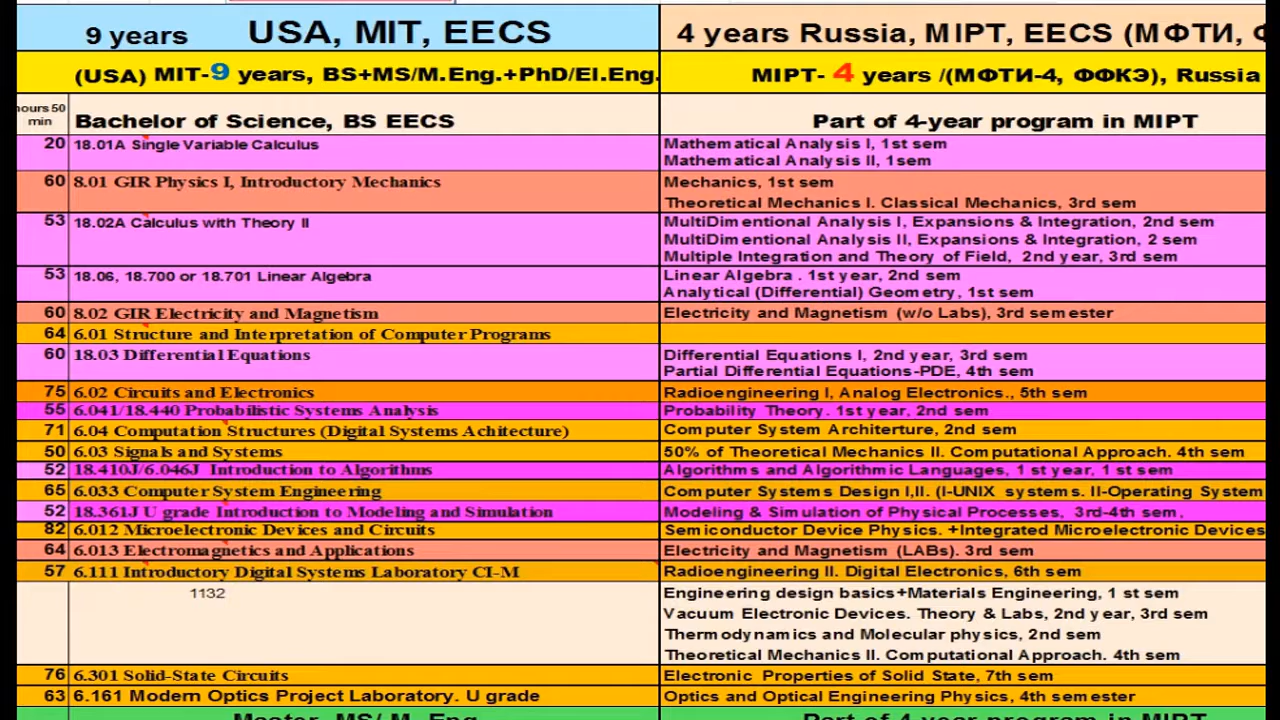 9 years USA, MIT, EECS
4 years Russia, MIPT, EECS (МФТИ,
(USA) MIT-9 years, BS+MS/M.Eng.+PhD/El.Eng.
MIPT- 4 years /(МФТИ-4, ФФКЭ), Russia
hours 50
min
Bachelor of Science, BS EECS
Part of 4-year program in MIPT
20 18.01A Single Variable Calculus
Mathematical Analysis I, 1st sem
Mathematical Analysis II, 1sem
60 8.01 GIR Physics I, Introductory Mechanics
Mechanics, 1st sem
Theoretical Mechanics I. Classical Mechanics, 3rd sem
53 18.02A Calculus with Theory II
MultiDimentional Analysis I, Expansions & Integration, 2nd sem
MultiDimentional Analysis II, Expansions & Integration, 2 sem
Multiple Integration and Theory of Field, 2nd year, 3rd sem
53 18.06, 18.700 or 18.701 Linear Algebra
Linear Algebra . 1st year, 2nd sem
Analytical (Differential) Geometry, 1st sem
60 8.02 GIR Electricity and Magnetism
Electricity and Magnetism (w/o Labs), 3rd semester
64 6.01 Structure and Interpretation of Computer Programs
60 18.03 Differential Equations
Differential Equations I, 2nd year, 3rd sem
Partial Differential Equations-PDE, 4th sem
75 6.02 Circuits and Electronics
Radioengineering I, Analog Electronics., 5th sem
55 6.041/18.440 Probabilistic Systems Analysis
Probability Theory. 1st year, 2nd sem
71 6.04 Computation Structures (Digital Systems Achitecture)
Computer System Architerture, 2nd sem
50 6.03 Signals and Systems
50% of Theoretical Mechanics II. Computational Approach. 4th sem
52 18.410J/6.046J Introduction to Algorithms
Algorithms and Algorithmic Languages, 1 st year, 1 st sem
65 6.033 Computer System Engineering
Computer Systems Design I,II. (I-UNIX systems. II-Operating System
52 18.361J U grade Introduction to Modeling and Simulation
Modeling & Simulation of Physical Processes, 3rd-4th sem,
82 6.012 Microelectronic Devices and Circuits
Semiconductor Device Physics. +Integrated Microelectronic Devices
64 6.013 Electromagnetics and Applications
Electricity and Magnetism (LABs). 3rd sem
57 6.111 Introductory Digital Systems Laboratory CI-M
Radioengineering II. Digital Electronics, 6th sem
1132
Engineering design basics+Materials Engineering, 1 st sem
Vacuum Electronic Devices. Theory & Labs, 2nd year, 3rd sem
Thermodynamics and Molecular physics, 2nd sem
Theoretical Mechanics II. Computational Approach. 4th sem
76 6.301 Solid-State Circuits
Electronic Properties of Solid State, 7th sem
63 6.161 Modern Optics Project Laboratory. U grade
Optics and Optical Engineering Physics, 4th semester
Master, MS/ M. Eng
Part of 4-year program in MIPT